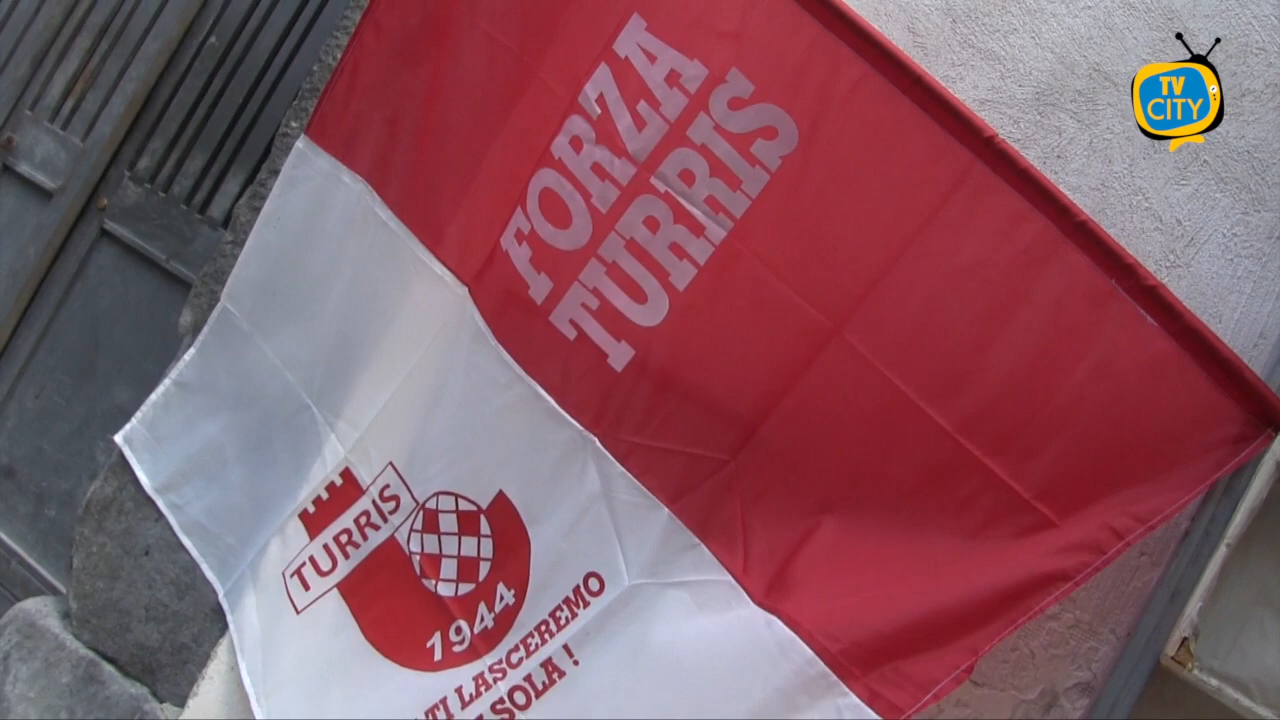 FORZA
TURRIS
TURRIS
1944
TI LASCEREMO
SOLA !
TV
CITY